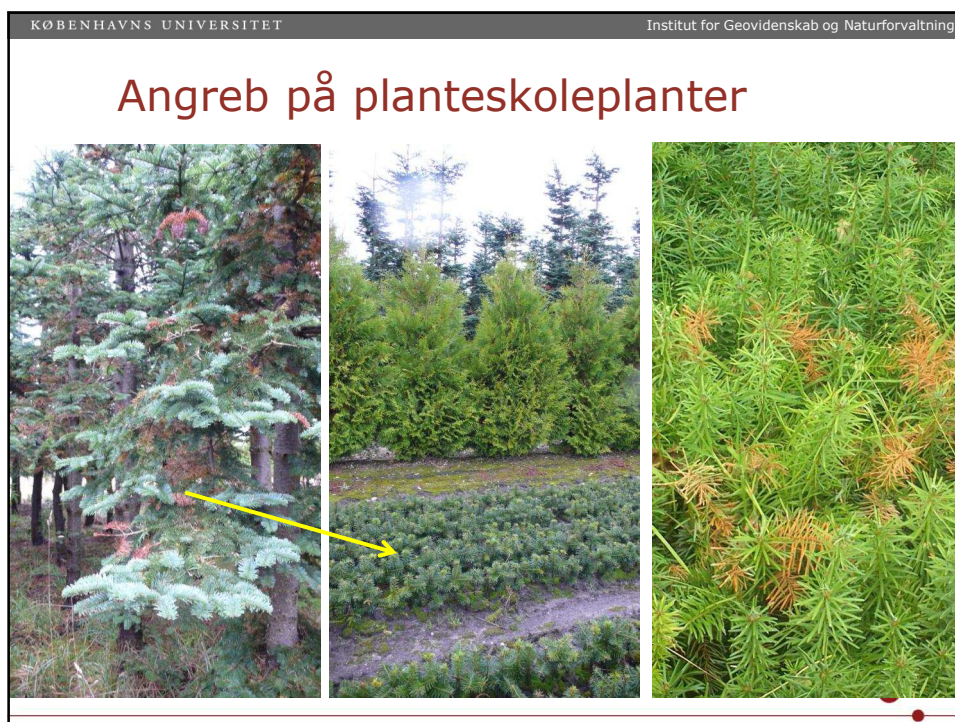 KØBENHAVNS UNIVERSITET
Institut for Geovidenskab og Naturforvaltning
Angreb på planteskoleplanter